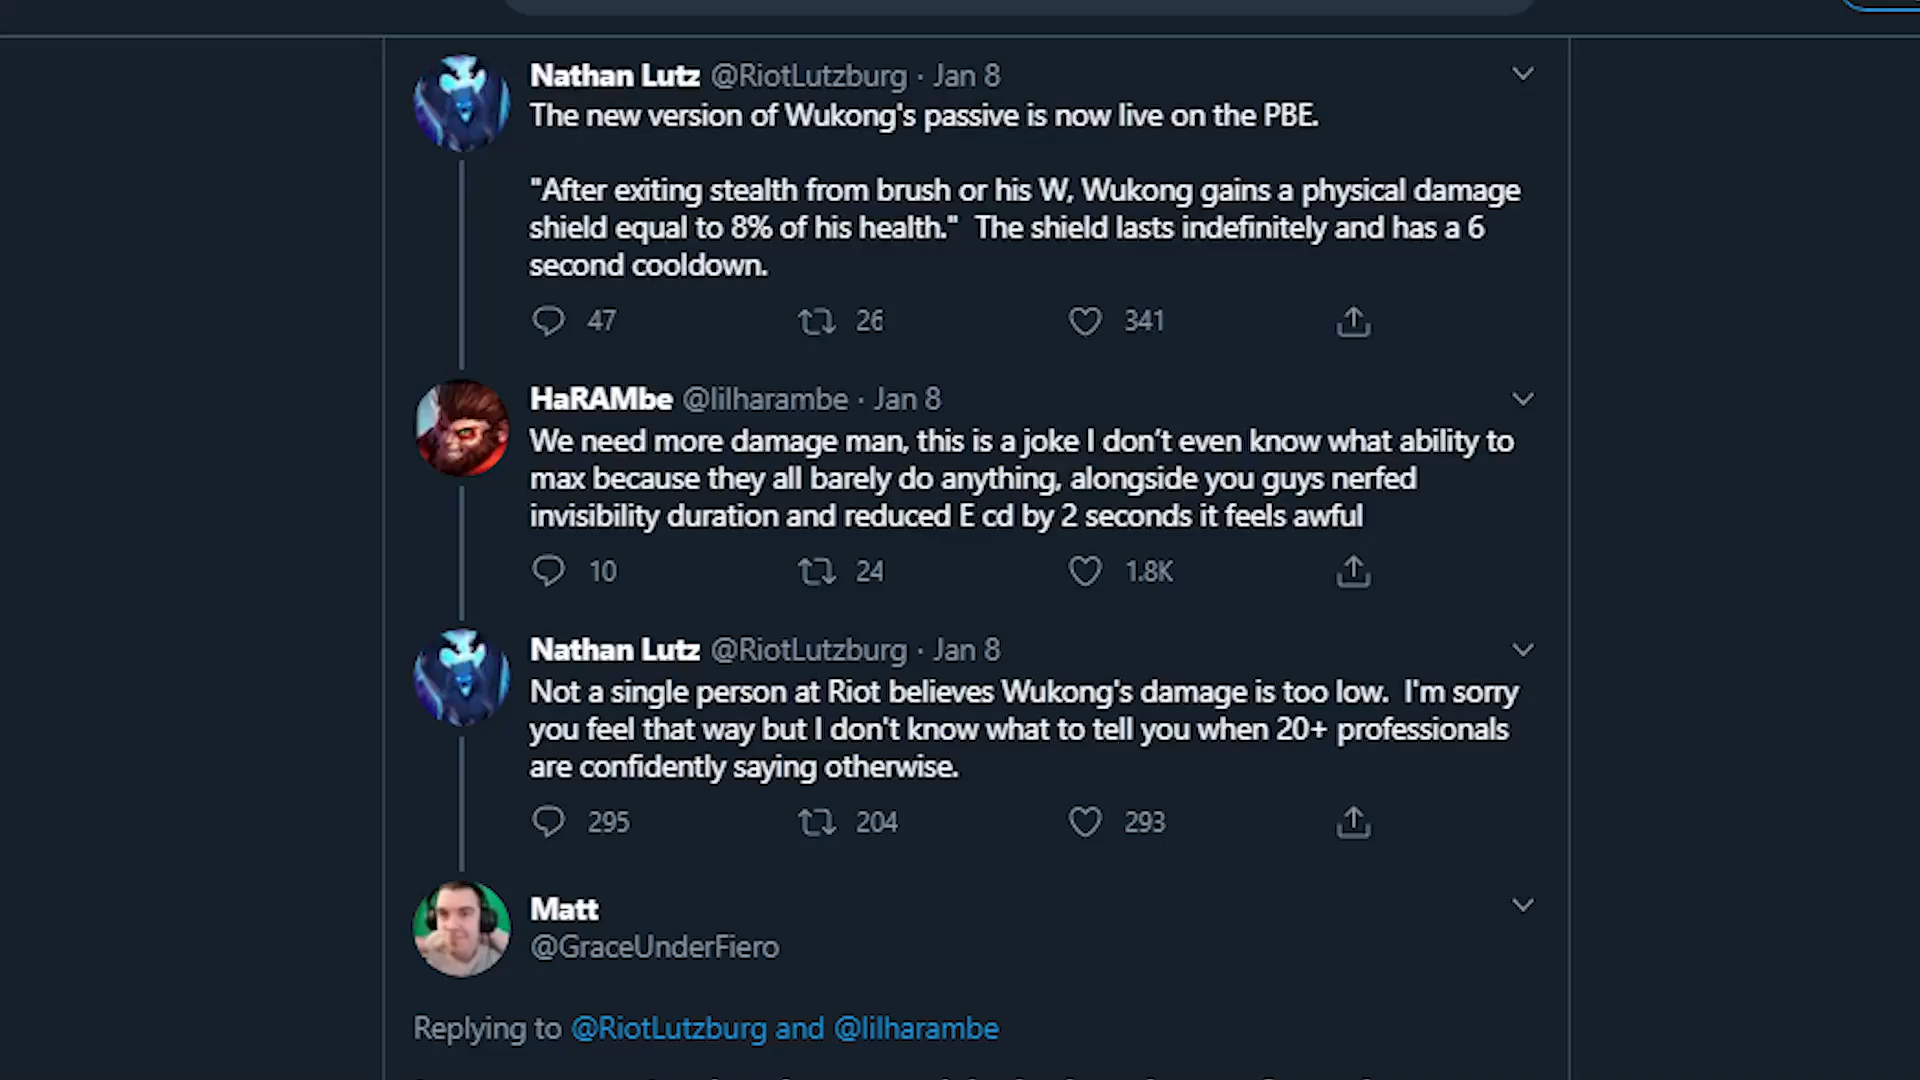 Nathan Lutz @RiotLutzburg · Jan 8
The new version of Wukong's passive is now live on the PBE.
"After exiting stealth from brush or his W, Wukong gains a physical damage
shield equal to 8% of his health."  The shield lasts indefinitely and has a 6
second cooldown.
47 26 341
HaRAMbe @lilharambe · Jan 8
We need more damage man, this is a joke I don’t even know what ability to
max because they all barely do anything, alongside you guys nerfed
invisibility duration and reduced E cd by 2 seconds it feels awful
10 24 1.8K
Nathan Lutz @RiotLutzburg · Jan 8
Not a single person at Riot believes Wukong's damage is too low.  I'm sorry
you feel that way but I don't know what to tell you when 20+ professionals
are confidently saying otherwise.
295 204 293
Matt
@GraceUnderFiero
Replying to @RiotLutzburg and @lilharambe